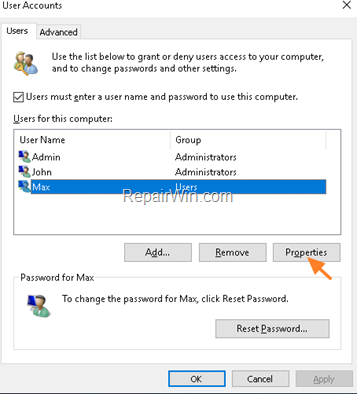 User Accounts
Users
Advanced
Use the list below to grant or deny users access to your computer,
and to change passwords and other settings.
Users must enter a user name and password to use this computer.
Users for this computer:
User Name Group
Admin Administrators
John Administrators
Max Users
RepairWin.com
Add... Remove Properties
Password for Max
To change the password for Max, click Reset Password.
Reset Password...
OK Cancel Apply